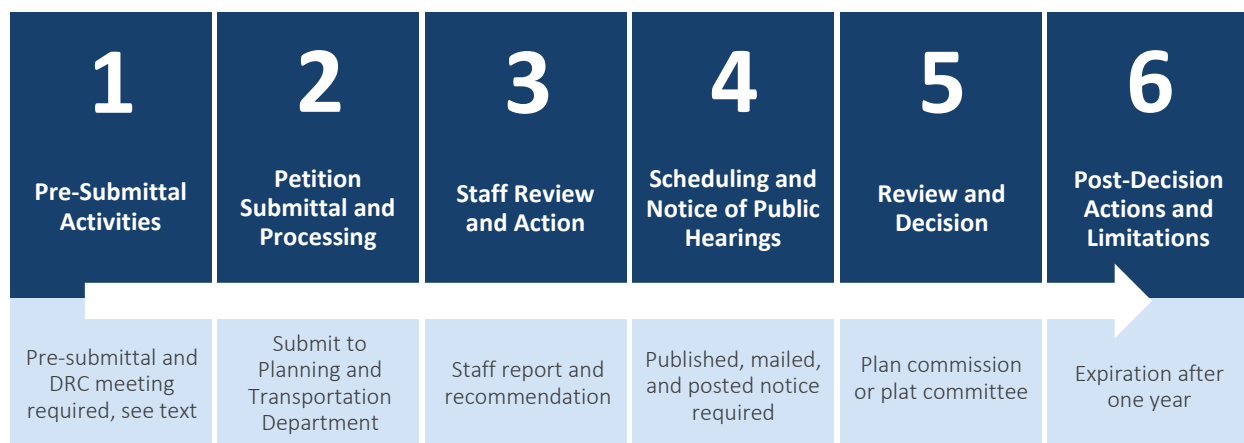 1
Pre-Submittal
Activities
Pre-submittal and
DRC meeting
required, see text
2
Petition
Submittal and
Processing
Submit to
Planning and
Transportation
Department
3
Staff Review
and Action
Staff report and
recommendation
4
Scheduling and
Notice of Public
Hearings
Published, mailed,
and posted notice
required
5
Review and
Decision
Plan commission
or plat committee
6
Post-Decision
Actions and
Limitations
Expiration after
one year